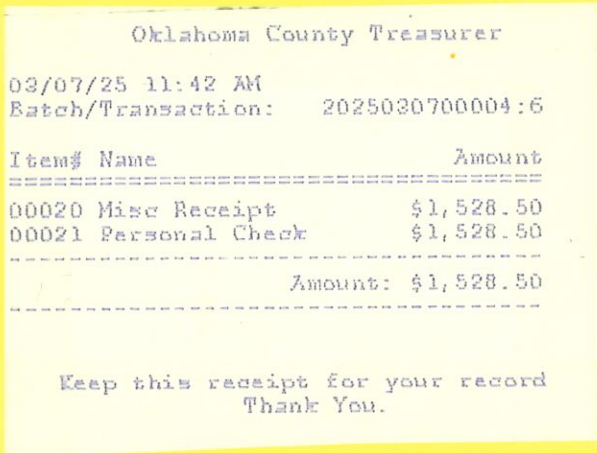 Oklahoma County Treasurer
03/07/25 11:42 AM
Batch/Transaction: 2025030700004:6
Item# Name Amount
=====================================
00020 Misc Receipt $1,528.50
00021 Personal Check $1,528.50
-------------------------------------
Amount: $1,528.50
-------------------------------------
Keep this receipt for your record
Thank You.